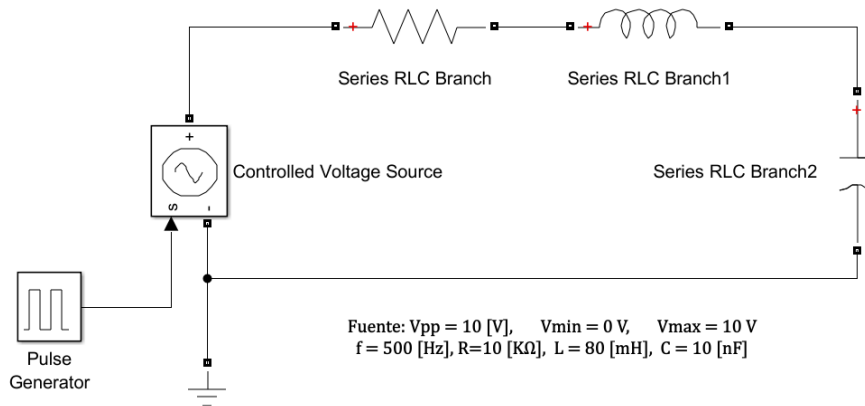 Series RLC Branch
Series RLC Branch1
+
Controlled Voltage Source
Series RLC Branch2
s
-
Fuente: Vpp = 10 [V], Vmin = 0 V, Vmax = 10 V
f = 500 [Hz], R=10 [KΩ], L = 80 [mH], C = 10 [nF]
Pulse
Generator